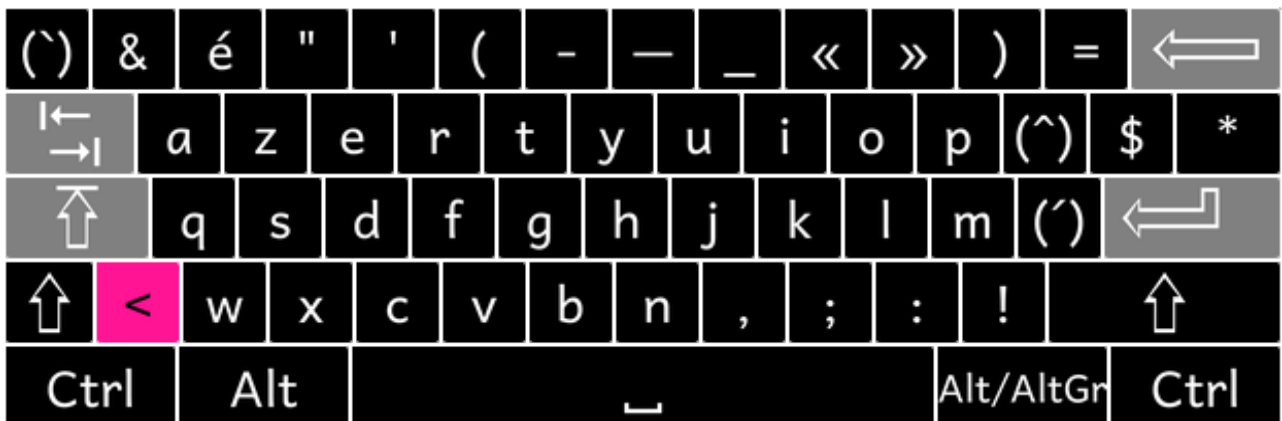 (`) & é " ' ( - — _ « » ) =
a z e r t y u i o p (^) $ *
q s d f g h j k l m (´)
< w x c v b n , ; : !
Ctrl Alt Alt/AltGr Ctrl